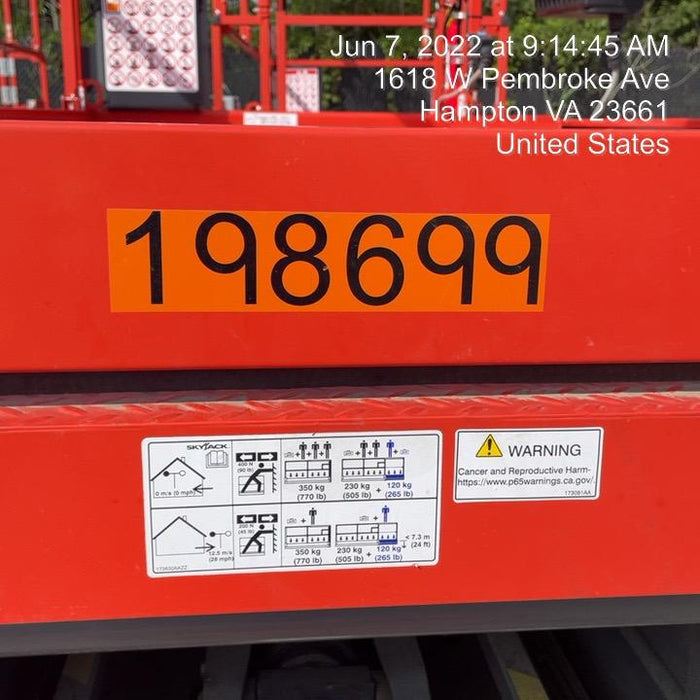 Jun 7, 2022 at 9:14:45 AM
1618 W Pembroke Ave
Hampton VA 23661
United States
198699
SKYJACK
400 N
(90 lb)
0 m/s (0 mph)
350 kg
(770 lb)
230 kg
(505 lb)
+
120 kg
(265 lb)
200 N
(45 lb)
12.5 m/s
(28 mph)
350 kg
(770 lb)
230 kg
(505 lb)
+
120 kg
(265 lb)
< 7.3 m
(24 ft)
WARNING
Cancer and Reproductive Harm-
https://www.p65warnings.ca.gov/.
173081AA